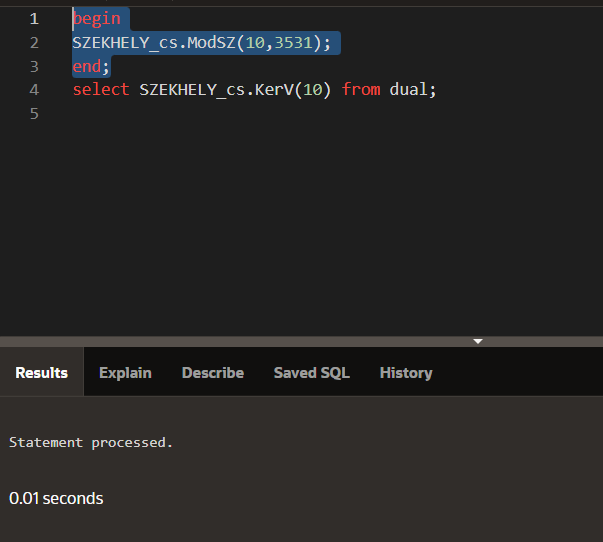 1 begin
2 SZEKHELY_cs.ModSZ(10,3531);
3 end;
4 select SZEKHELY_cs.KerV(10) from dual;
5
Results Explain Describe Saved SQL History
Statement processed.
0.01 seconds